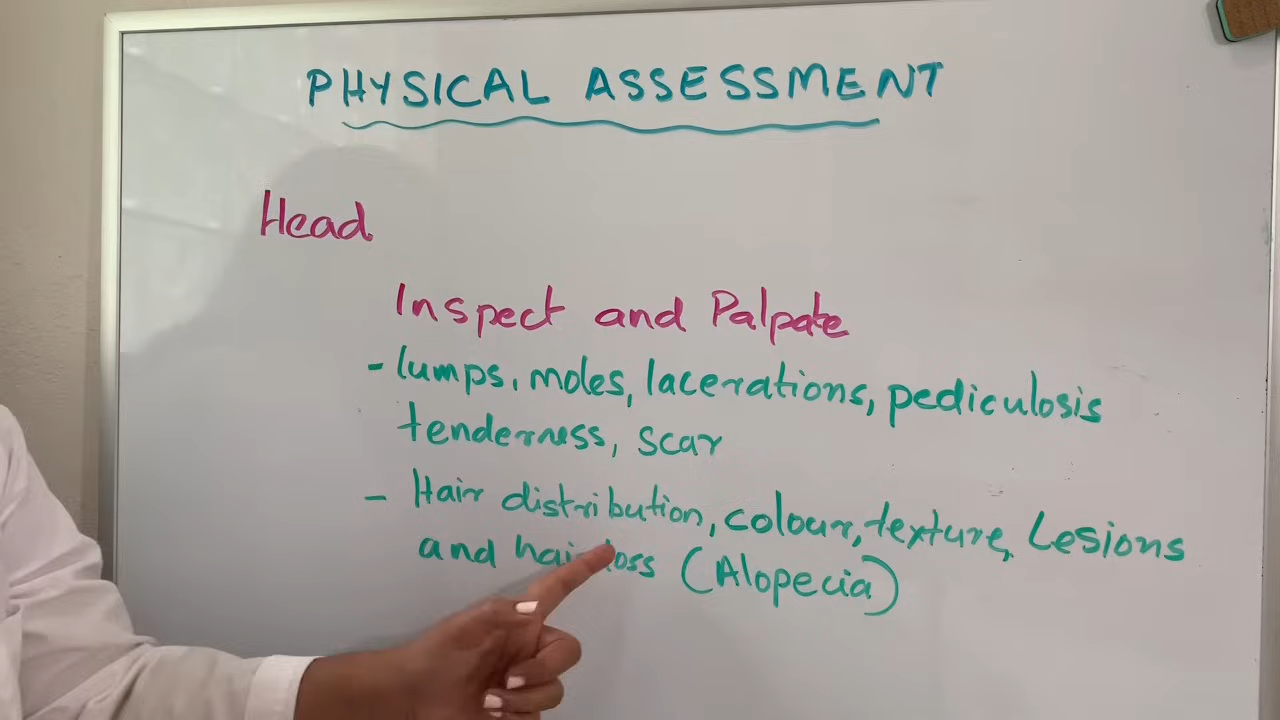 PHYSICAL ASSESSMENT
Head
Inspect and Palpate
- lumps, moles, lacerations, pediculosis
tenderness, scar
- Hair distribution, colour, texture, Lesions
and hair loss (Alopecia)